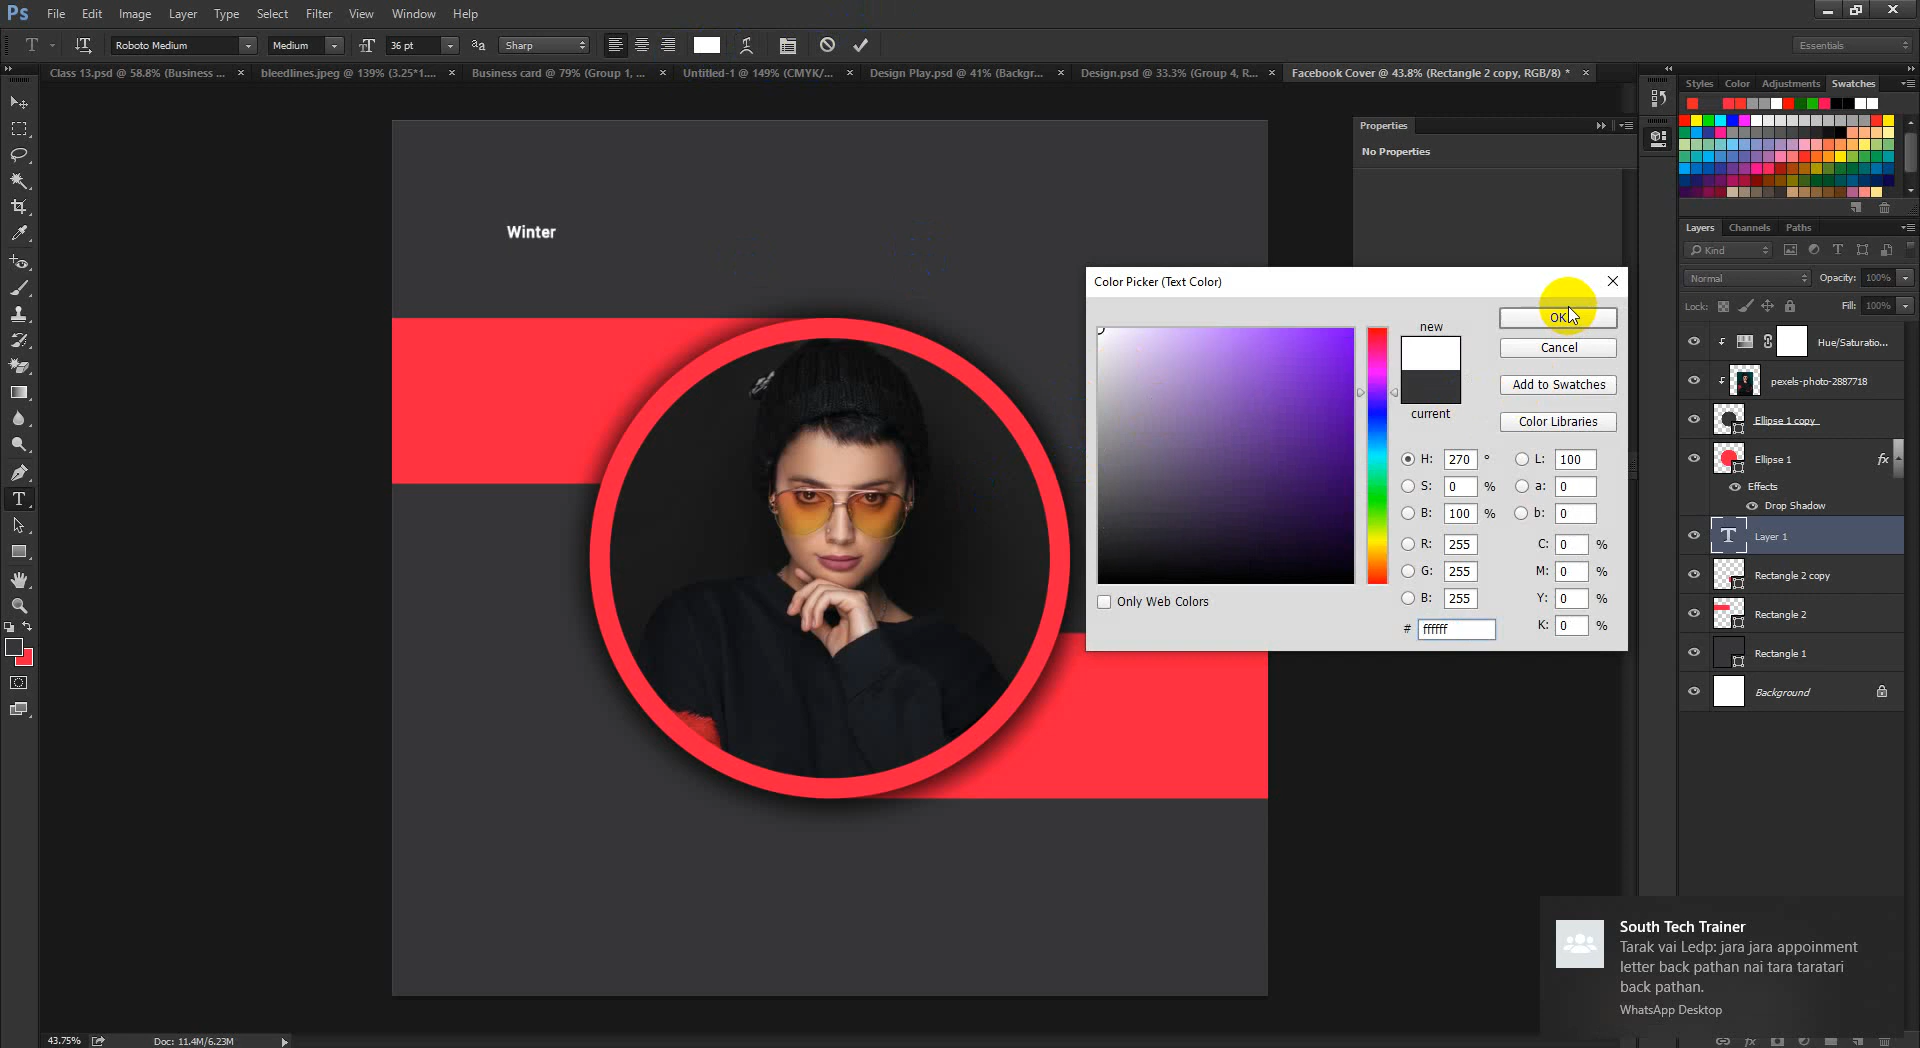 Ps File Edit Image Layer Type Select Filter View Window Help
T Roboto Medium Medium 36 pt aa Sharp Essentials
Class 13.psd @ 58.8% (Business ... × bleedlines.jpeg @ 139% (3.25*1.... × Business card @ 79% (Group 1, ... × Untitled-1 @ 149% (CMYK/... × Design Play.psd @ 41% (Backgr... × Design.psd @ 33.3% (Group 4, R... × Facebook Cover @ 43.8% (Rectangle 2 copy, RGB/8) * ×
Styles Color Adjustments Swatches
Properties
No Properties
Winter
Layers Channels Paths
Kind
Normal Opacity: 100%
Lock: Fill: 100%
Hue/Saturatio...
pexels-photo-2887718
Ellipse 1 copy
Ellipse 1 fx
Effects
Drop Shadow
T Layer 1
Rectangle 2 copy
Rectangle 2
Rectangle 1
Background
Color Picker (Text Color)
new
current
OK
Cancel
Add to Swatches
Color Libraries
H: 270 ° L: 100
S: 0 % a: 0
B: 100 % b: 0
R: 255 C: 0 %
G: 255 M: 0 %
B: 255 Y: 0 %
# ffffff K: 0 %
Only Web Colors
South Tech Trainer
Tarak vai Ledp: jara jara appoinment
letter back pathan nai tara taratari
back pathan.
WhatsApp Desktop
43.75% Doc: 11.4M/6.23M